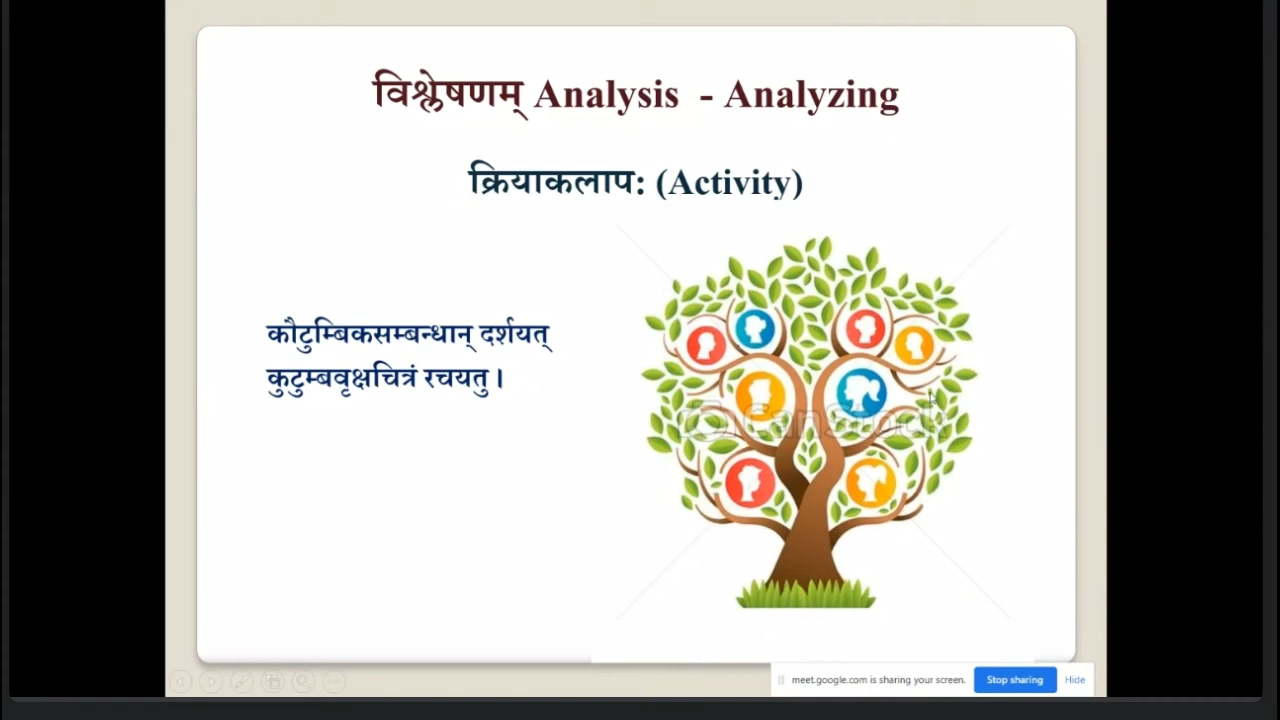 विश्लेषणम् Analysis - Analyzing
क्रियाकलाप: (Activity)
कौटुम्बिकसम्बन्धान् दर्शयत्
कुटुम्बवृक्षचित्रं रचयतु ।
CanStock
meet.google.com is sharing your screen.
Stop sharing
Hide